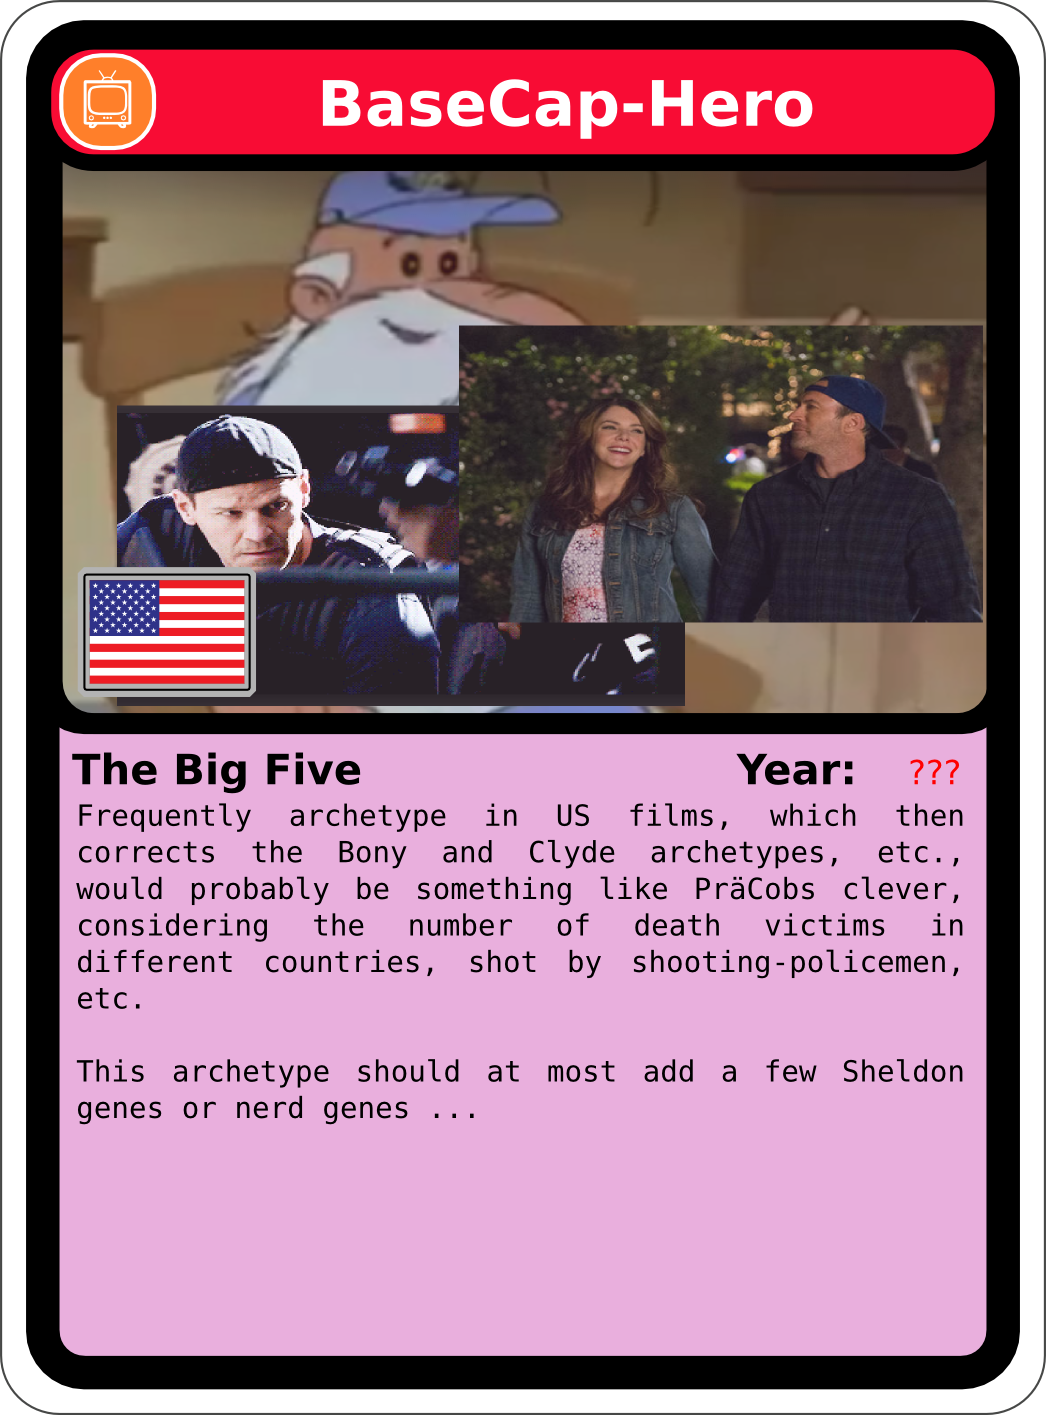 BaseCap-Hero
The Big Five Year: ???
Frequently archetype in US films, which then
corrects the Bony and Clyde archetypes, etc.,
would probably be something like PräCobs clever,
considering the number of death victims in
different countries, shot by shooting-policemen,
etc.
This archetype should at most add a few Sheldon
genes or nerd genes ...